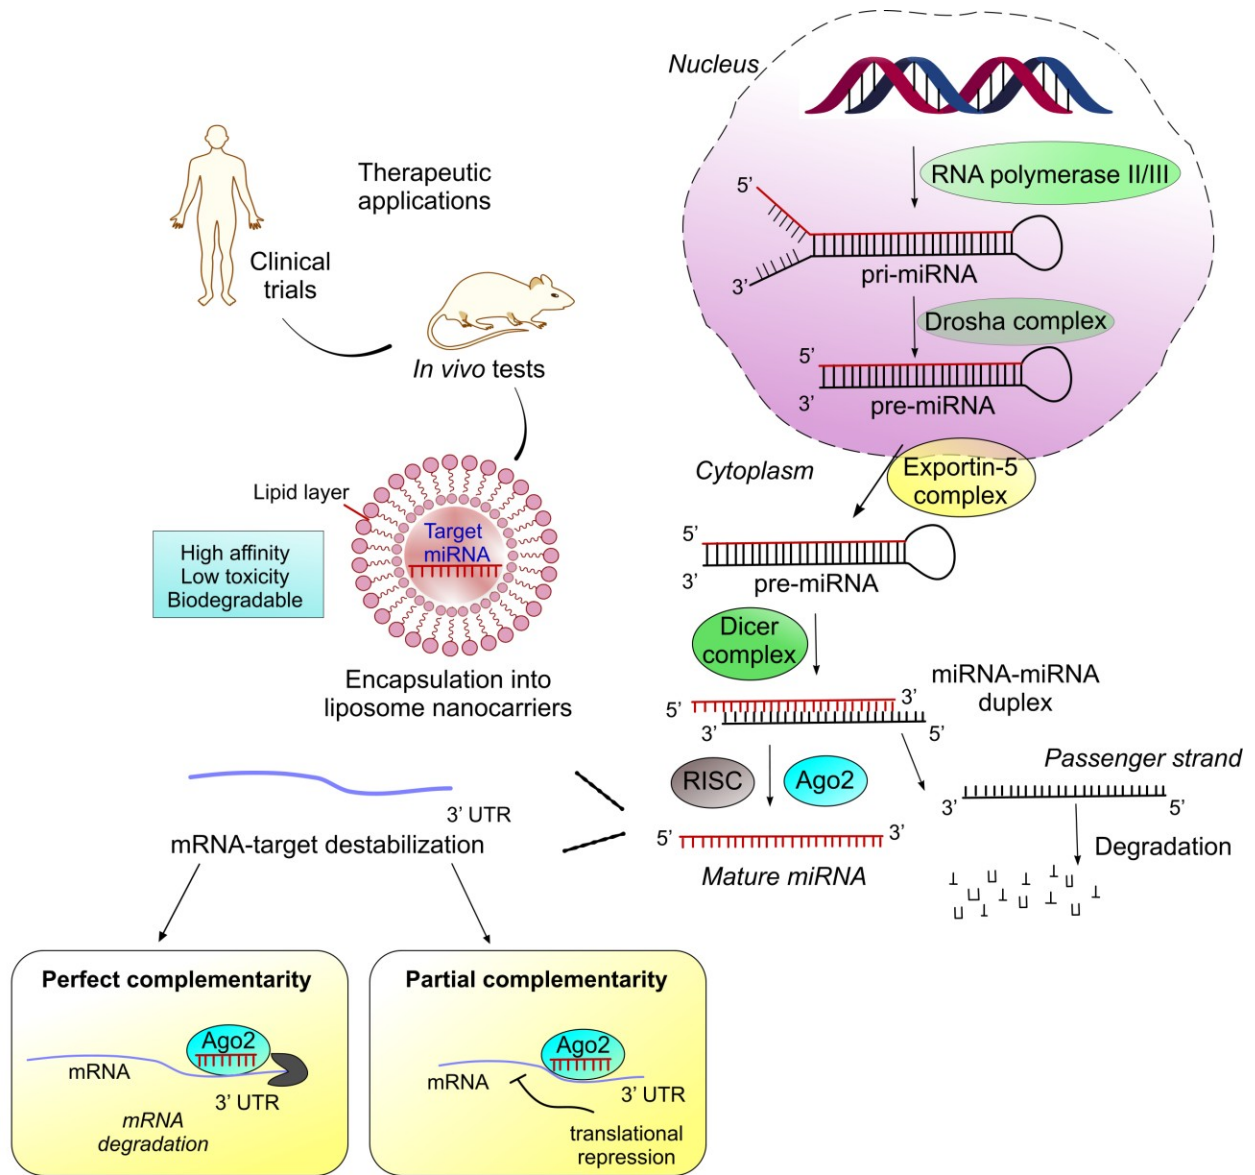 Nucleus
RNA polymerase II/III
5’
3’
pri-miRNA
Drosha complex
5’
3’
pre-miRNA
Exportin-5
complex
Cytoplasm
5’
3’
pre-miRNA
Dicer
complex
miRNA-miRNA
duplex
5’
3’
3’
5’
RISC
Ago2
5’
3’
Mature miRNA
Passenger strand
3’
5’
Degradation
Therapeutic
applications
Clinical
trials
In vivo tests
Lipid layer
Target
miRNA
High affinity
Low toxicity
Biodegradable
Encapsulation into
liposome nanocarriers
3’ UTR
mRNA-target destabilization
Perfect complementarity
Ago2
mRNA
3’ UTR
mRNA
degradation
Partial complementarity
Ago2
mRNA
3’ UTR
translational
repression